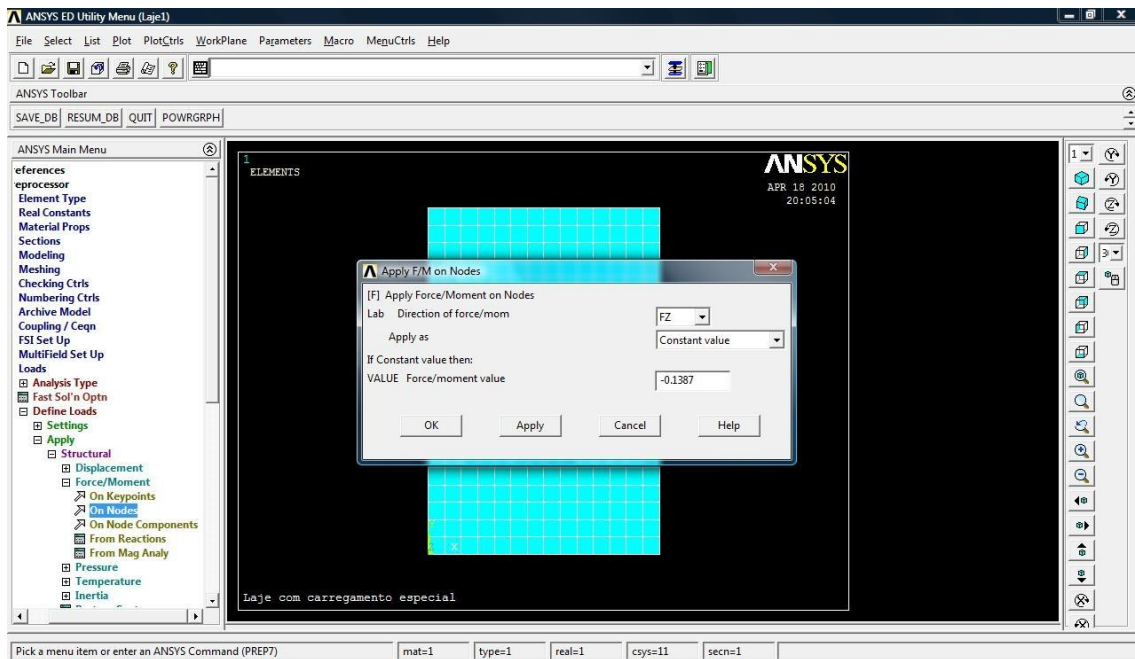 ANSYS ED Utility Menu (Laje1)
File Select List Plot PlotCtrls WorkPlane Parameters Macro MenuCtrls Help
ANSYS Toolbar
SAVE_DB RESUM_DB QUIT POWRGRPH
ANSYS Main Menu
eferences
eprocessor
Element Type
Real Constants
Material Props
Sections
Modeling
Meshing
Checking Ctrls
Numbering Ctrls
Archive Model
Coupling / Ceqn
FSI Set Up
MultiField Set Up
Loads
Analysis Type
Fast Sol'n Optn
Define Loads
Settings
Apply
Structural
Displacement
Force/Moment
On Keypoints
On Nodes
On Node Components
From Reactions
From Mag Analy
Pressure
Temperature
Inertia
1
ELEMENTS
ANSYS
APR 18 2010
20:05:04
Apply F/M on Nodes
[F] Apply Force/Moment on Nodes
Lab Direction of force/mom FZ
Apply as Constant value
If Constant value then:
VALUE Force/moment value -0.1387
OK Apply Cancel Help
X
Laje com carregamento especial
1
Pick a menu item or enter an ANSYS Command (PREP7) mat=1 type=1 real=1 csys=11 secn=1